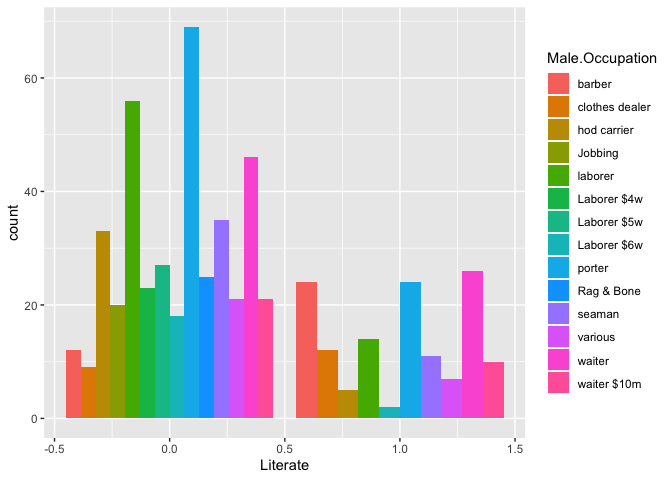 60
40
20
0
count
-0.5
0.0
0.5
1.0
1.5
Literate
Male.Occupation
barber
clothes dealer
hod carrier
Jobbing
laborer
Laborer $4w
Laborer $5w
Laborer $6w
porter
Rag & Bone
seaman
various
waiter
waiter $10m